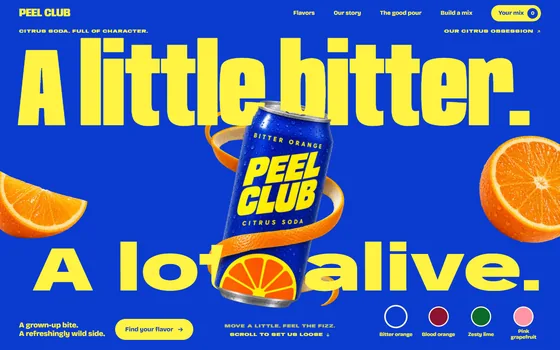 PEEL CLUB
Flavors
Our story
The good pour
Build a mix
Your mix 0
CITRUS SODA. FULL OF CHARACTER.
OUR CITRUS OBSESSION
A little bitter.
BITTER ORANGE
PEEL
CLUB
CITRUS SODA
A lot alive.
A grown-up bite.
A refreshingly wild side.
Find your flavor →
MOVE A LITTLE. FEEL THE FIZZ.
SCROLL TO SET US LOOSE ↓
Bitter orange
Blood orange
Zesty lime
Pink
grapefruit